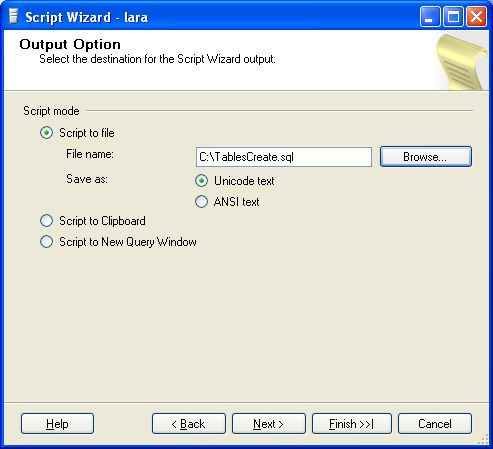 Script Wizard - lara
Output Option
Select the destination for the Script Wizard output.
Script mode
Script to file
File name: C:\TablesCreate.sql Browse...
Save as: Unicode text
ANSI text
Script to Clipboard
Script to New Query Window
Help < Back Next > Finish >>| Cancel